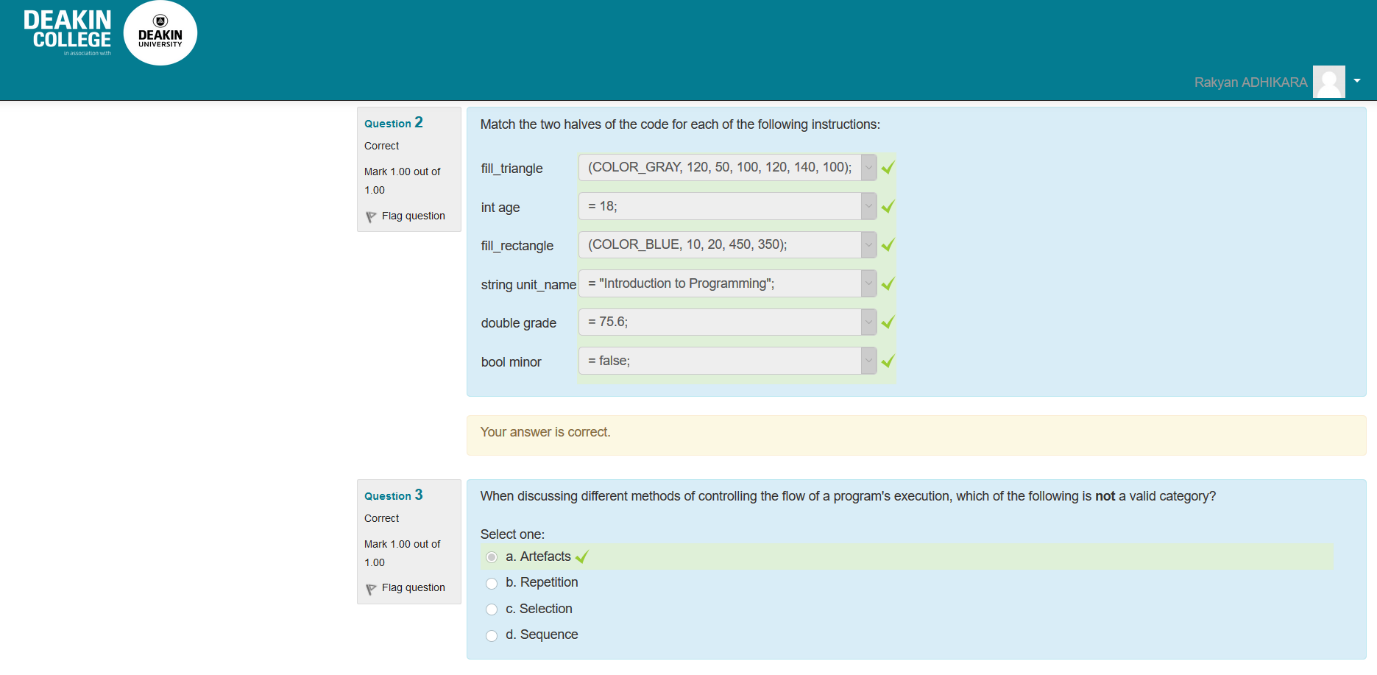 DEAKIN
COLLEGE
in association with
DEAKIN
UNIVERSITY
Rakyan ADHIKARA
Question 2
Correct
Mark 1.00 out of
1.00
Flag question
Match the two halves of the code for each of the following instructions:
fill_triangle (COLOR_GRAY, 120, 50, 100, 120, 140, 100);
int age = 18;
fill_rectangle (COLOR_BLUE, 10, 20, 450, 350);
string unit_name = "Introduction to Programming";
double grade = 75.6;
bool minor = false;
Your answer is correct.
Question 3
Correct
Mark 1.00 out of
1.00
Flag question
When discussing different methods of controlling the flow of a program's execution, which of the following is not a valid category?
Select one:
a. Artefacts
b. Repetition
c. Selection
d. Sequence